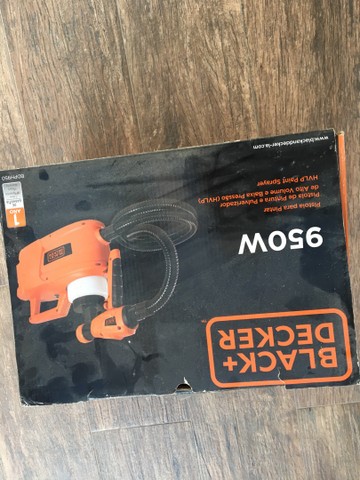 BLACK+
DECKER
950W
Pistola para Pintar
Pistola de Pintura e Pulverizador
de Alto Volume e Baixa Pressão (HVLP)
HVLP Paint Sprayer
www.blackanddecker-la.com
1